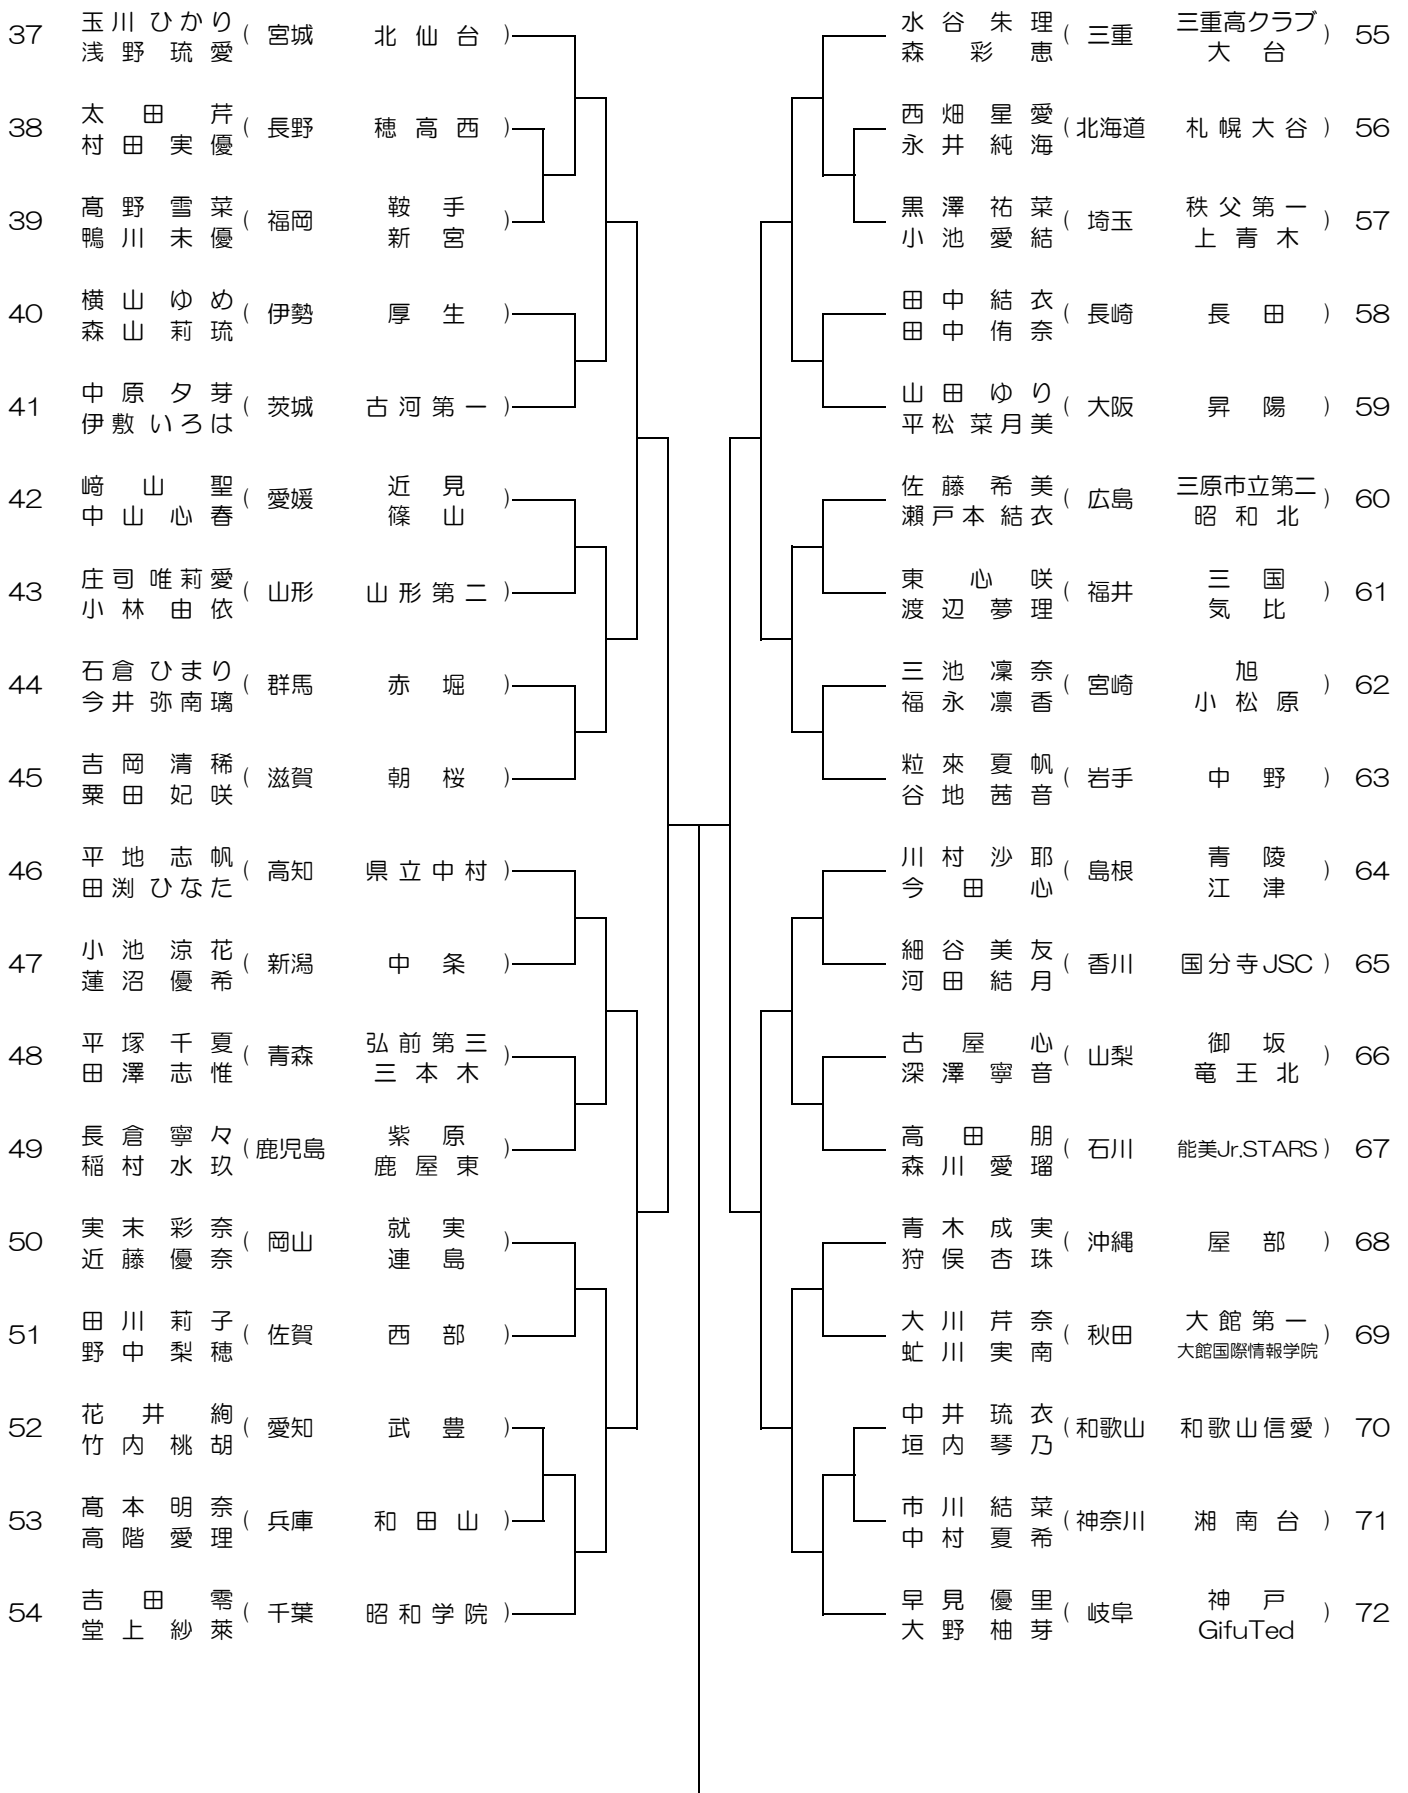 37 玉川ひかり 浅野琉愛 ( 宮城 北仙台 )
38 太田芹 村田実優 ( 長野 穂高西 )
39 髙野雪菜 鴨川未優 ( 福岡 鞍手 新宮 )
40 横山ゆめ 森山莉琉 ( 伊勢 厚生 )
41 中原夕芽 伊敷いろは ( 茨城 古河第一 )
42 﨑山聖 中山心春 ( 愛媛 近見 篠山 )
43 庄司唯莉愛 小林由依 ( 山形 山形第二 )
44 石倉ひまり 今井弥南璃 ( 群馬 赤堀 )
45 吉岡清稀 粟田妃咲 ( 滋賀 朝桜 )
46 平地志帆 田渕ひなた ( 高知 県立中村 )
47 小池涼花 蓮沼優希 ( 新潟 中条 )
48 平塚千夏 田澤志惟 ( 青森 弘前第三 三本木 )
49 長倉寧々 稲村水玖 ( 鹿児島 紫原 鹿屋東 )
50 実末彩奈 近藤優奈 ( 岡山 就実 連島 )
51 田川莉子 野中梨穂 ( 佐賀 西部 )
52 花井絢 竹内桃胡 ( 愛知 武豊 )
53 髙本明奈 高階愛理 ( 兵庫 和田山 )
54 吉田零 堂上紗萊 ( 千葉 昭和学院 )
水谷朱理 森彩恵 ( 三重 三重高クラブ 大台 ) 55
西畑星愛 永井純海 ( 北海道 札幌大谷 ) 56
黒澤祐菜 小池愛結 ( 埼玉 秩父第一 上青木 ) 57
田中結衣 田中侑奈 ( 長崎 長田 ) 58
山田ゆり 平松菜月美 ( 大阪 昇陽 ) 59
佐藤希美 瀬戸本結衣 ( 広島 三原市立第二 昭和北 ) 60
東心咲 渡辺夢理 ( 福井 三国 気比 ) 61
三池凜奈 福永凛香 ( 宮崎 旭 小松原 ) 62
粒來夏帆 谷地茜音 ( 岩手 中野 ) 63
川村沙耶 今田心 ( 島根 青陵 江津 ) 64
細谷美友 河田結月 ( 香川 国分寺JSC ) 65
古屋心 深澤寧音 ( 山梨 御坂 竜王北 ) 66
高田朋 森川愛瑠 ( 石川 能美Jr.STARS ) 67
青木成実 狩俣杏珠 ( 沖縄 屋部 ) 68
大川芹奈 虻川実南 ( 秋田 大館第一 大館国際情報学院 ) 69
中井琉衣 垣内琴乃 ( 和歌山 和歌山信愛 ) 70
市川結菜 中村夏希 ( 神奈川 湘南台 ) 71
早見優里 大野柚芽 ( 岐阜 神戸 GifuTed ) 72